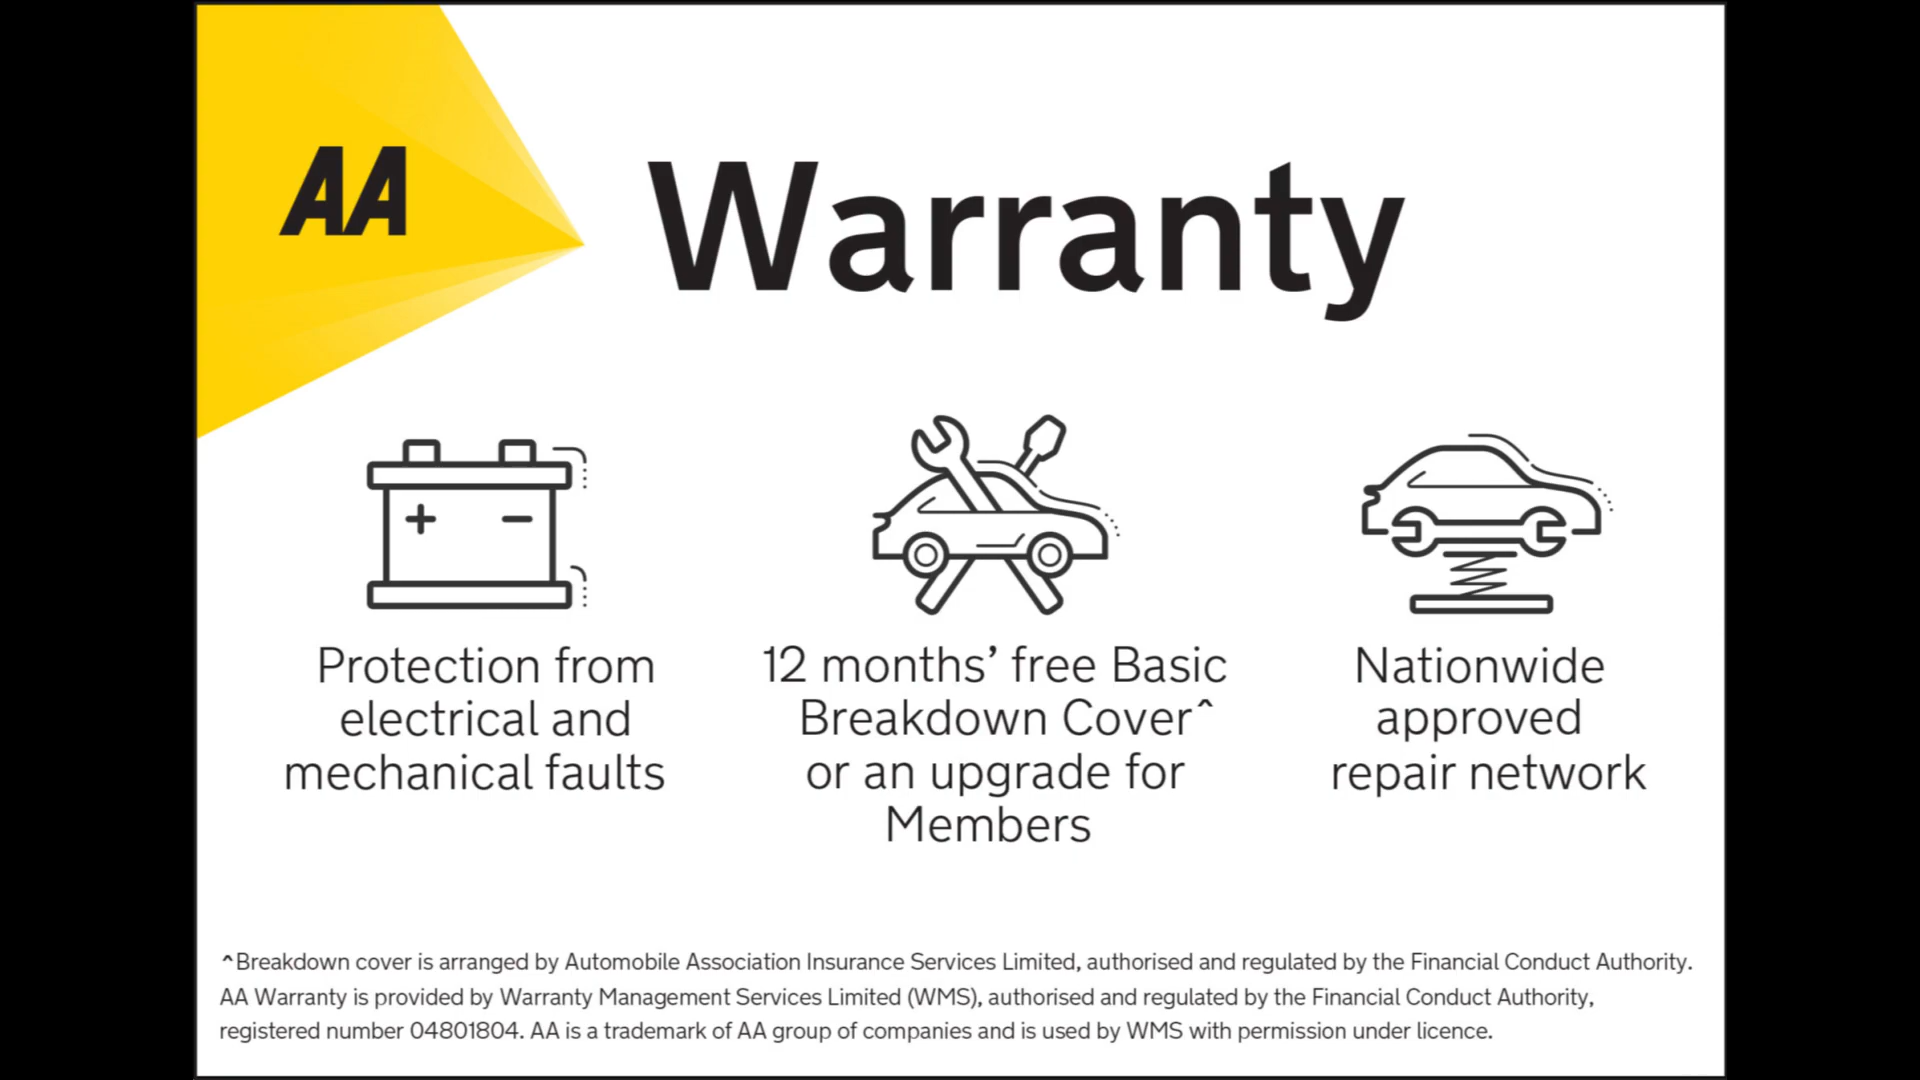 AA
Warranty
+ −
Protection from
electrical and
mechanical faults
12 months’ free Basic
Breakdown Cover^
or an upgrade for
Members
Nationwide
approved
repair network
^Breakdown cover is arranged by Automobile Association Insurance Services Limited, authorised and regulated by the Financial Conduct Authority.
AA Warranty is provided by Warranty Management Services Limited (WMS), authorised and regulated by the Financial Conduct Authority,
registered number 04801804. AA is a trademark of AA group of companies and is used by WMS with permission under licence.